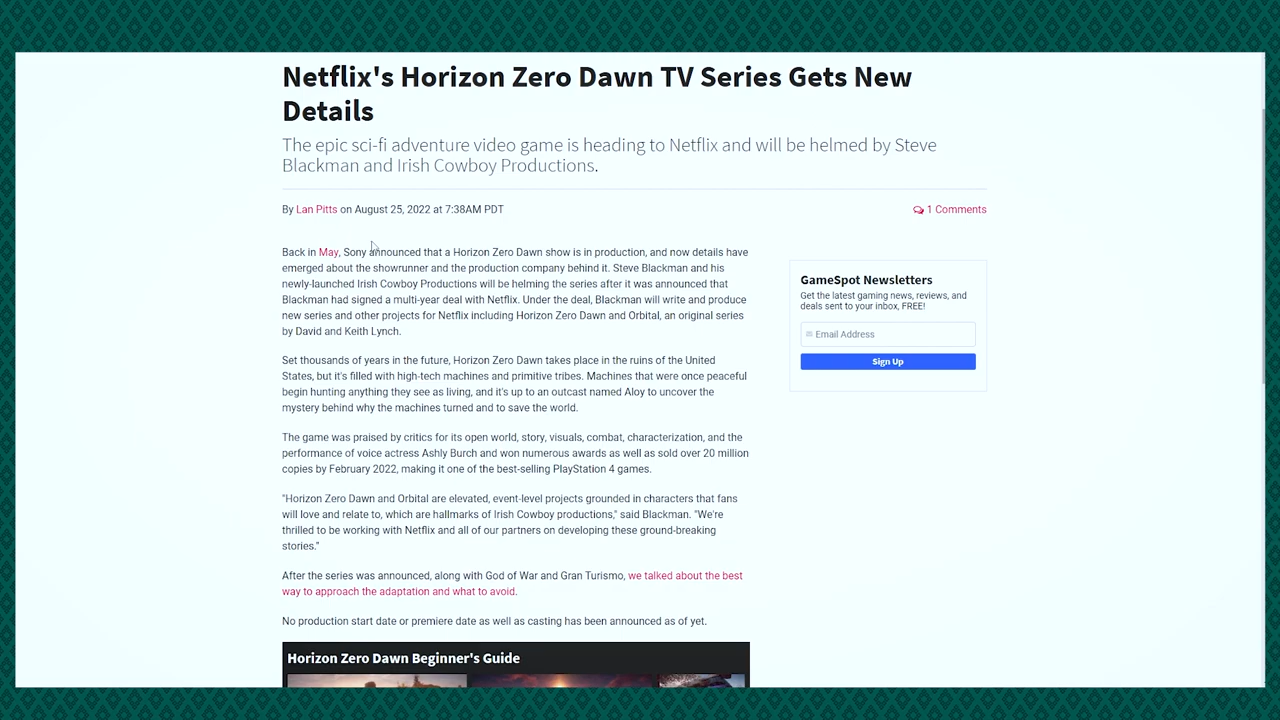 Netflix's Horizon Zero Dawn TV Series Gets New
Details
The epic sci-fi adventure video game is heading to Netflix and will be helmed by Steve
Blackman and Irish Cowboy Productions.
By Lan Pitts on August 25, 2022 at 7:38AM PDT
1 Comments
Back in May, Sony announced that a Horizon Zero Dawn show is in production, and now details have
emerged about the showrunner and the production company behind it. Steve Blackman and his
newly-launched Irish Cowboy Productions will be helming the series after it was announced that
Blackman had signed a multi-year deal with Netflix. Under the deal, Blackman will write and produce
new series and other projects for Netflix including Horizon Zero Dawn and Orbital, an original series
by David and Keith Lynch.
Set thousands of years in the future, Horizon Zero Dawn takes place in the ruins of the United
States, but it's filled with high-tech machines and primitive tribes. Machines that were once peaceful
begin hunting anything they see as living, and it's up to an outcast named Aloy to uncover the
mystery behind why the machines turned and to save the world.
The game was praised by critics for its open world, story, visuals, combat, characterization, and the
performance of voice actress Ashly Burch and won numerous awards as well as sold over 20 million
copies by February 2022, making it one of the best-selling PlayStation 4 games.
"Horizon Zero Dawn and Orbital are elevated, event-level projects grounded in characters that fans
will love and relate to, which are hallmarks of Irish Cowboy productions," said Blackman. "We're
thrilled to be working with Netflix and all of our partners on developing these ground-breaking
stories."
After the series was announced, along with God of War and Gran Turismo, we talked about the best
way to approach the adaptation and what to avoid.
No production start date or premiere date as well as casting has been announced as of yet.
Horizon Zero Dawn Beginner's Guide
GameSpot Newsletters
Get the latest gaming news, reviews, and
deals sent to your inbox, FREE!
Email Address
Sign Up